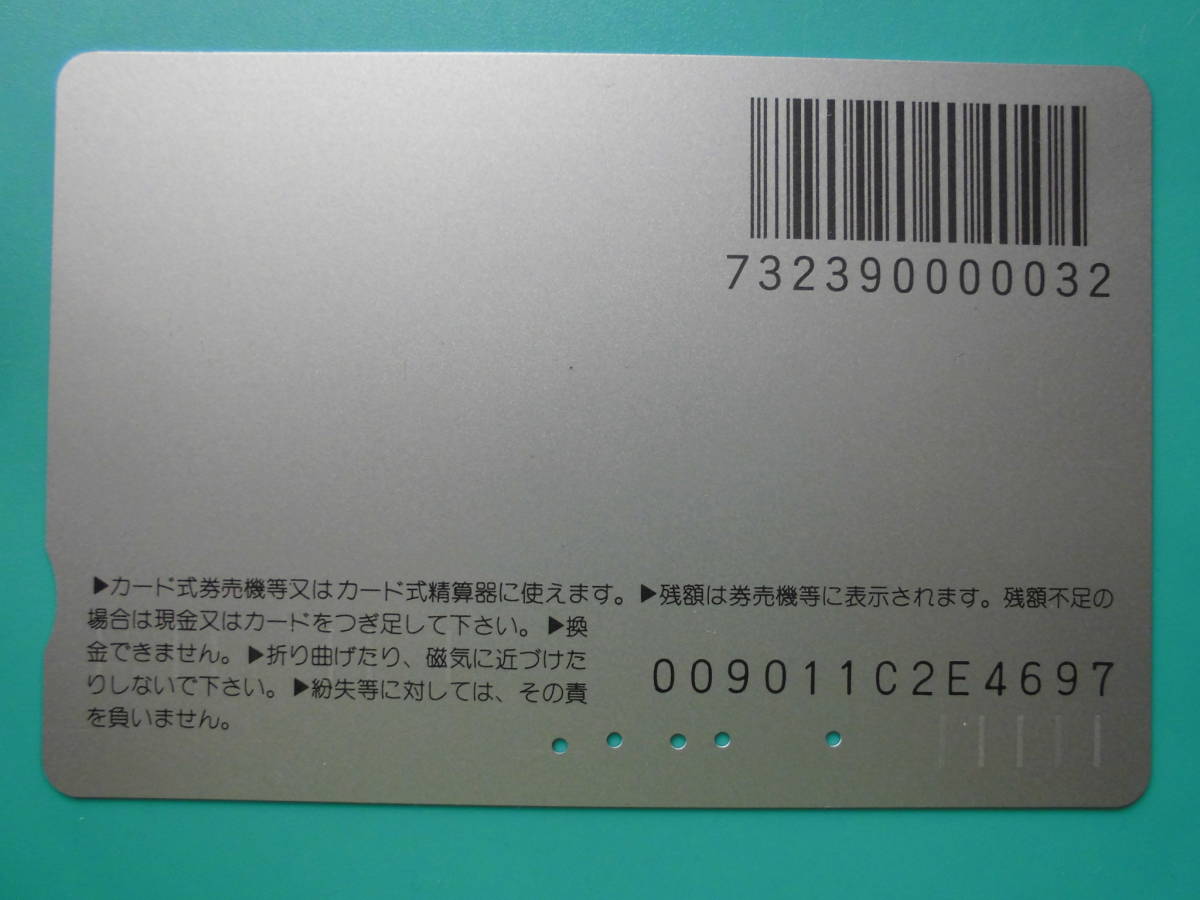 732390000032
▶カード式券売機等又はカード式精算器に使えます。▶残額は券売機等に表示されます。残額不足の
場合は現金又はカードをつぎ足して下さい。▶換
金できません。▶折り曲げたり、磁気に近づけた
りしないで下さい。▶紛失等に対しては、その責
を負いません。
009011C2E4697